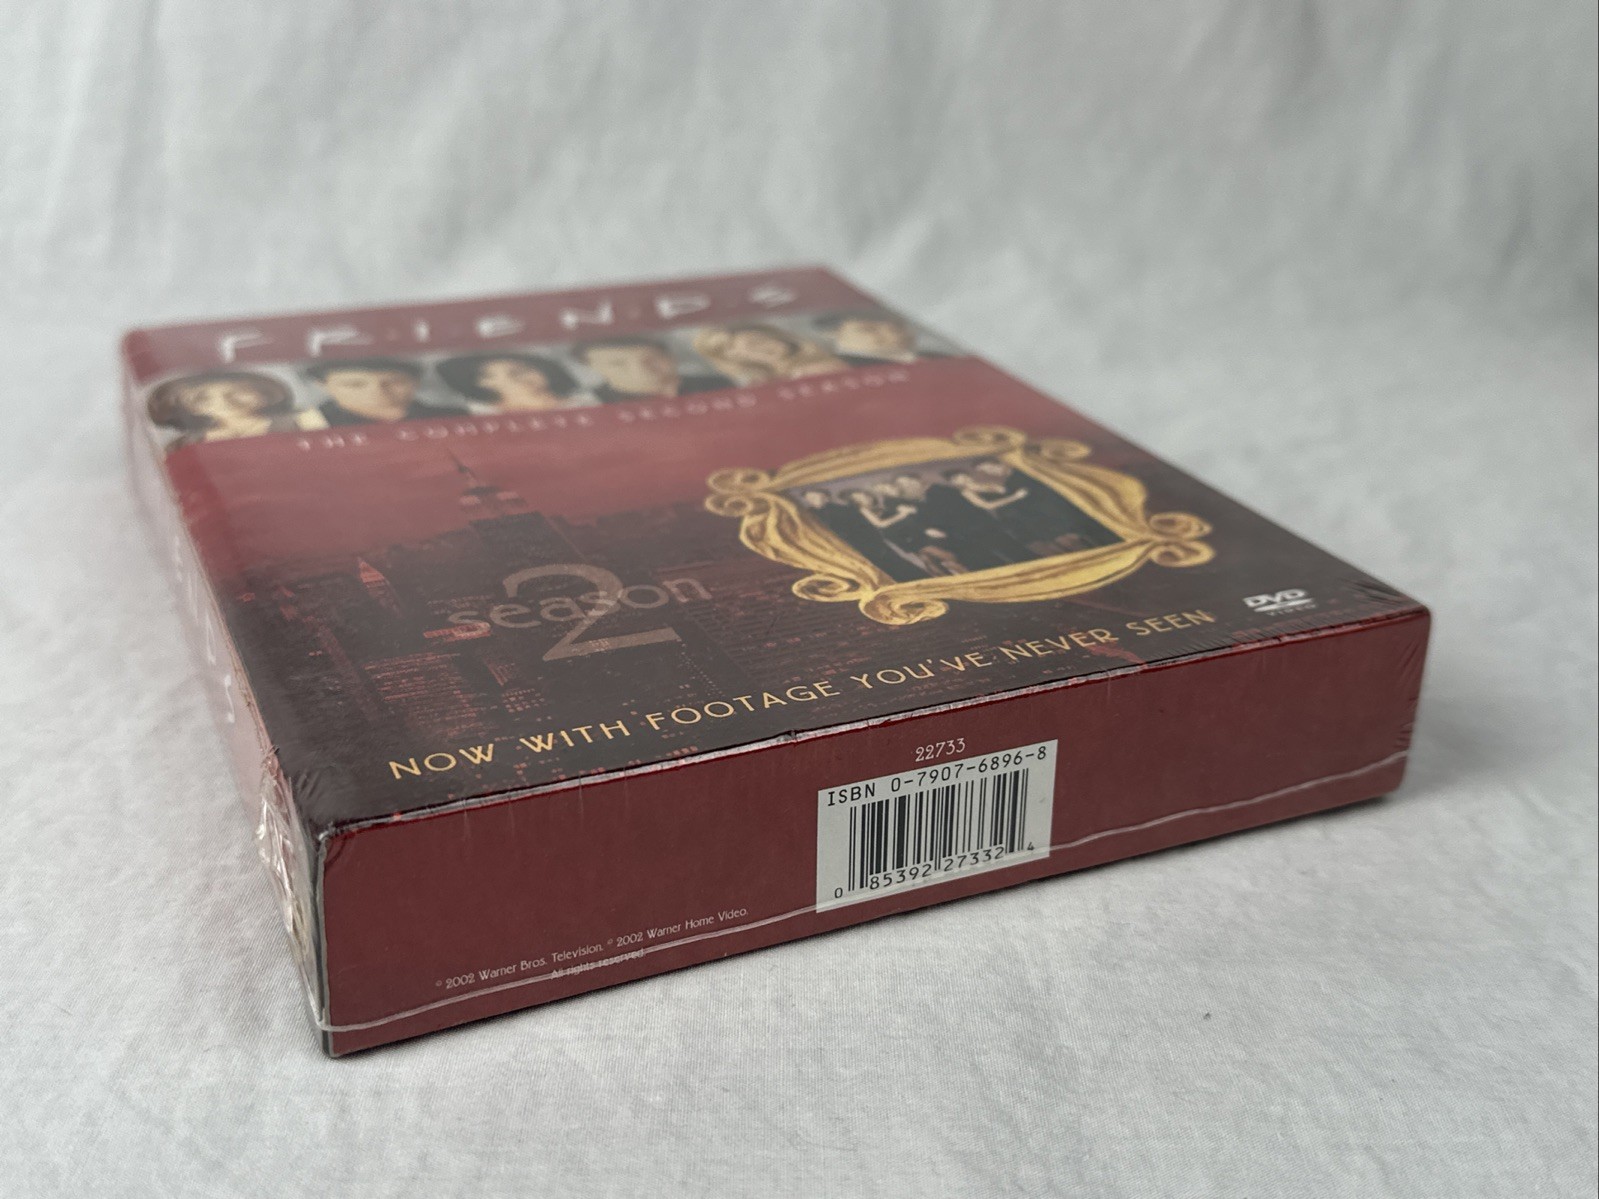 F•R•I•E•N•D•S
THE COMPLETE SECOND SEASON
season
2
DVD
VIDEO
NOW WITH FOOTAGE YOU'VE NEVER SEEN
22733
ISBN 0-7907-6896-8
0 85392 27332 4
© 2002 Warner Bros. Television. © 2002 Warner Home Video.
All rights reserved.